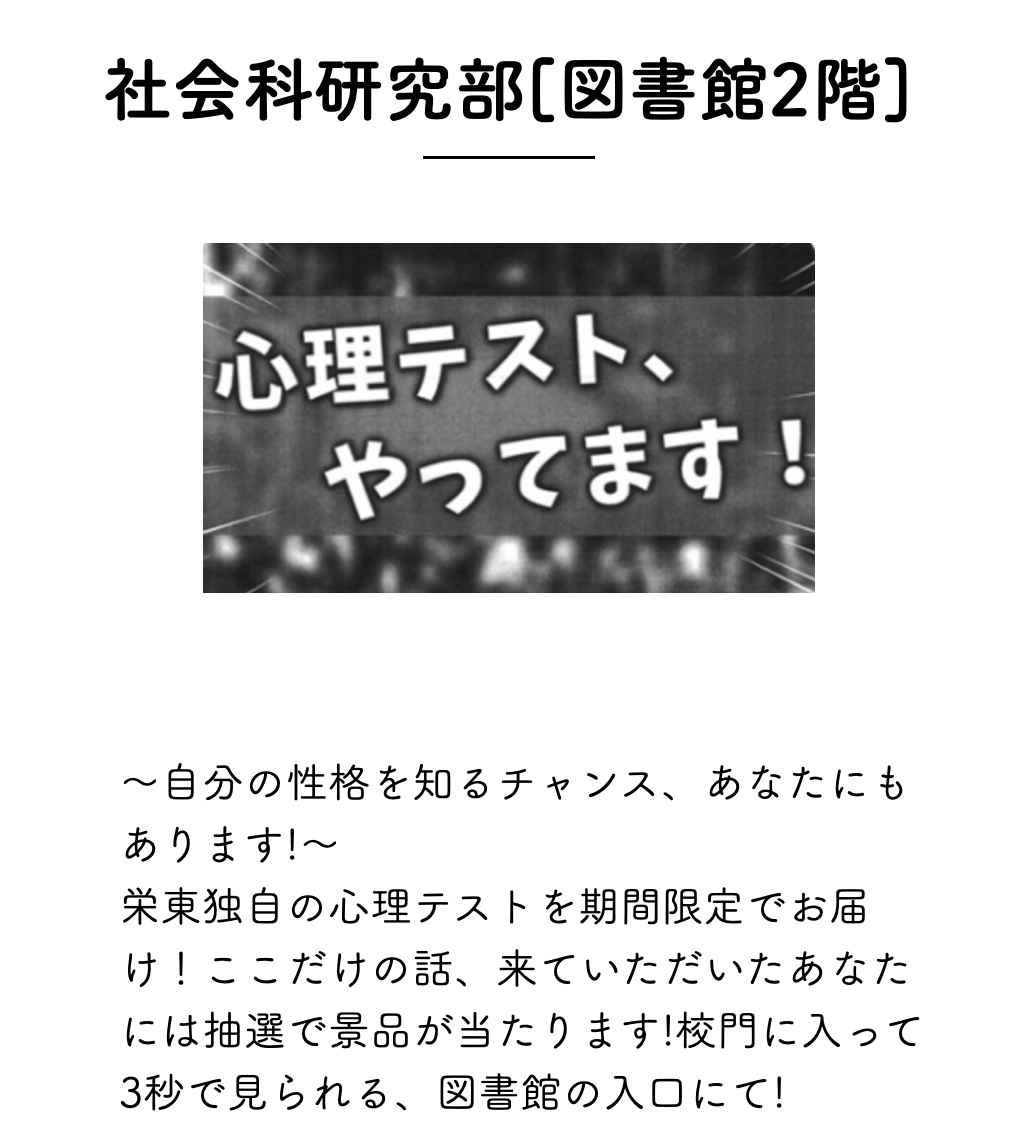 社会科研究部[図書館2階]
心理テスト、
やってます！
～自分の性格を知るチャンス、あなたにも
あります!～
栄東独自の心理テストを期間限定でお届
け！ここだけの話、来ていただいたあなた
には抽選で景品が当たります!校門に入って
3秒で見られる、図書館の入口にて!